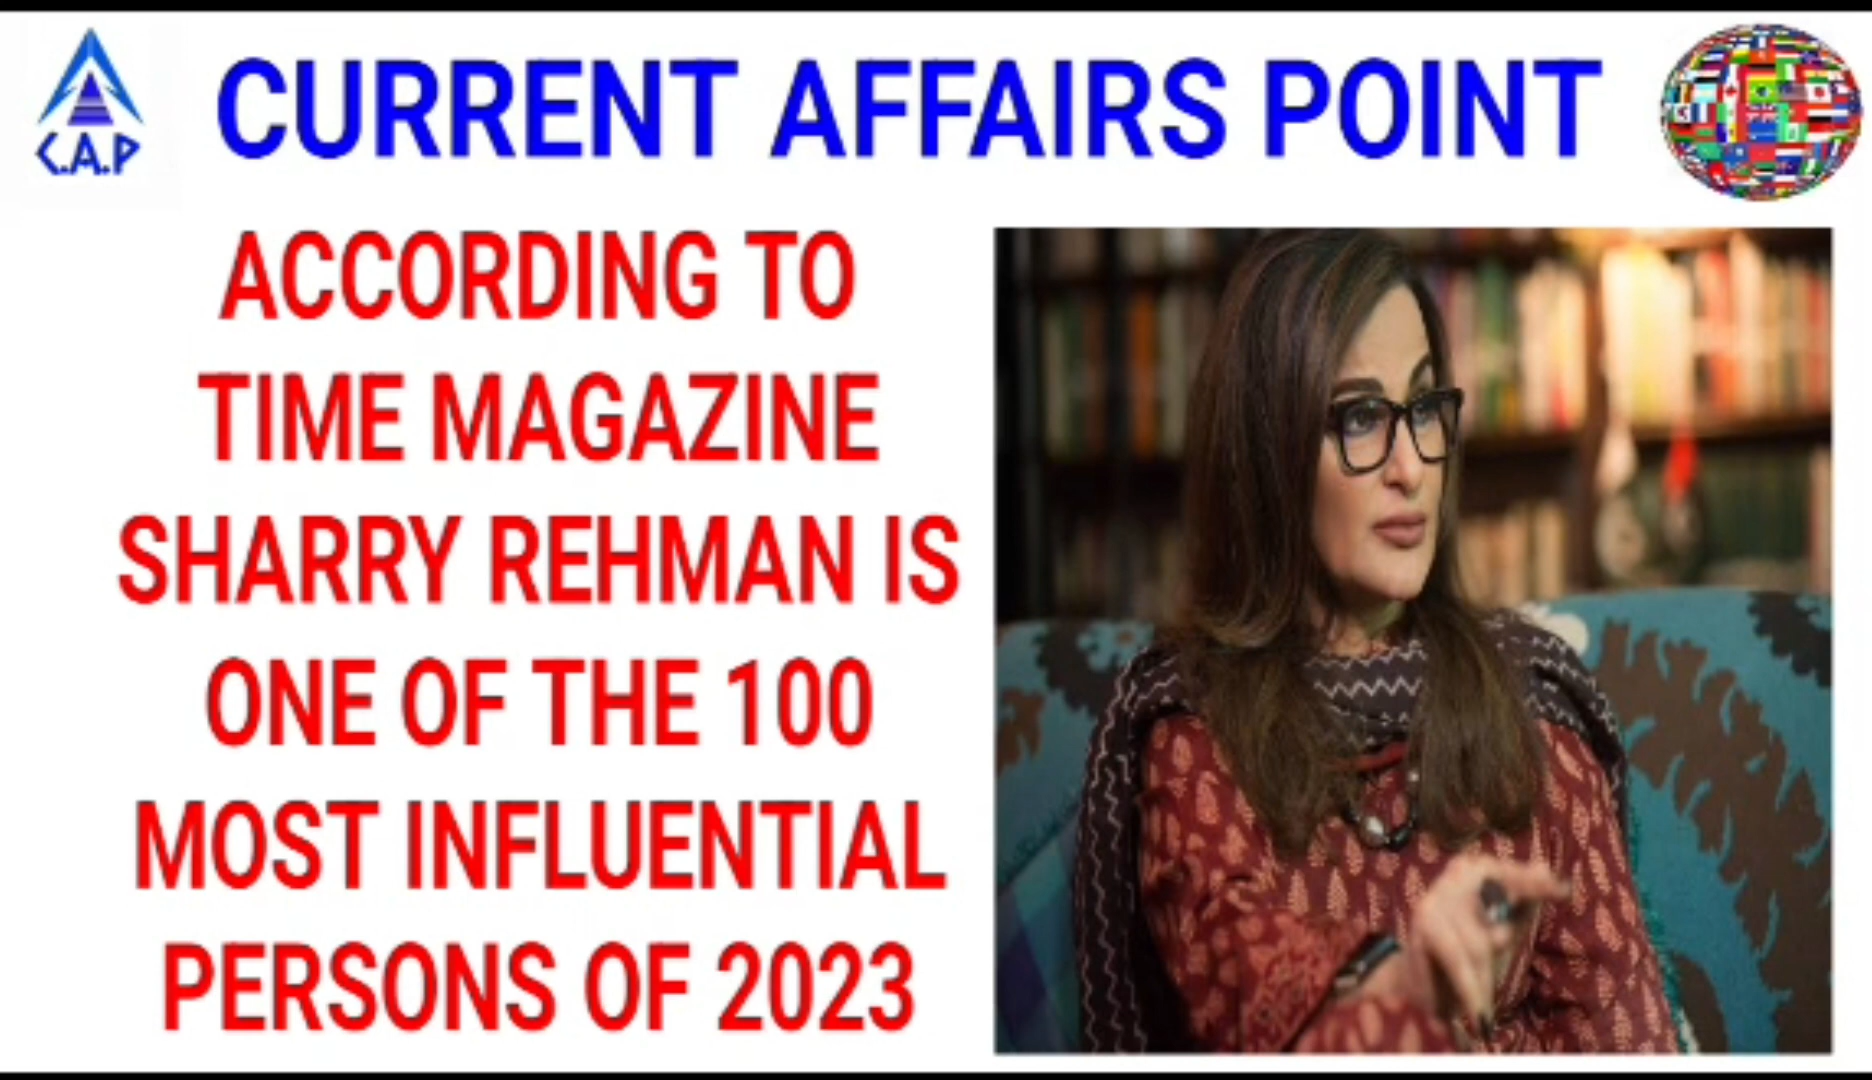 C.A.P
CURRENT AFFAIRS POINT
ACCORDING TO
TIME MAGAZINE
SHARRY REHMAN IS
ONE OF THE 100
MOST INFLUENTIAL
PERSONS OF 2023